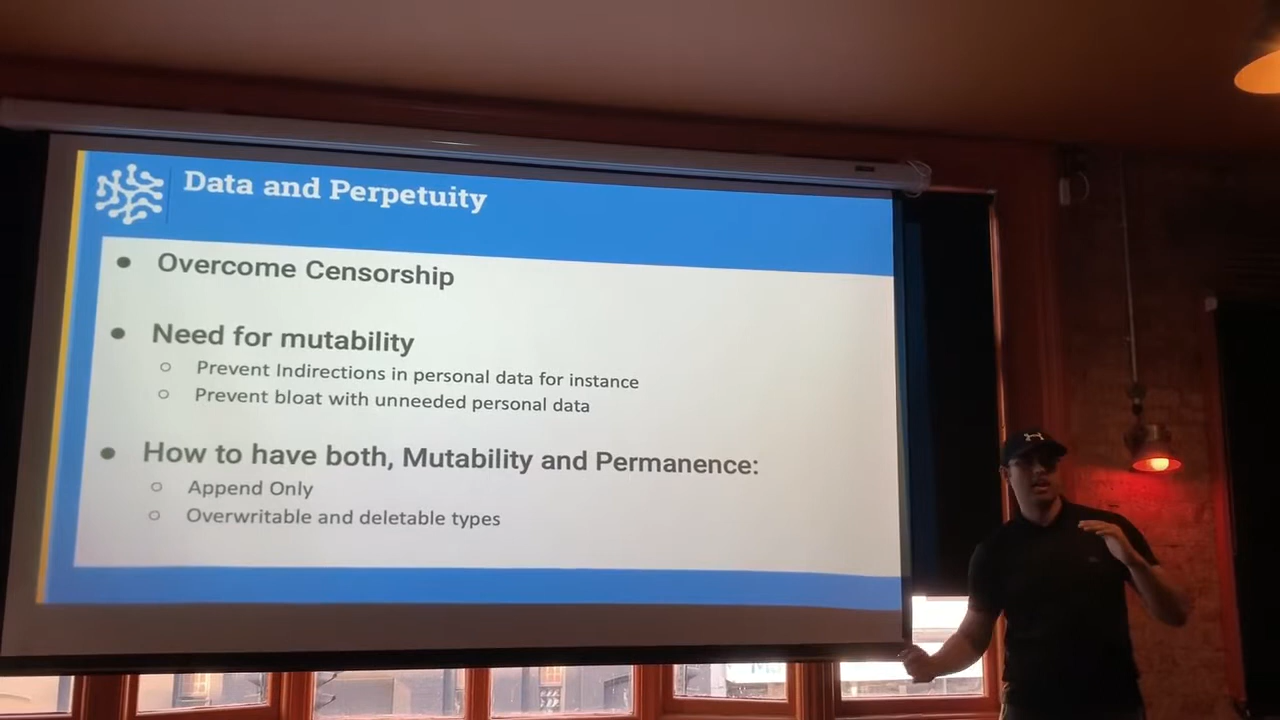 Data and Perpetuity
Overcome Censorship
Need for mutability
Prevent Indirections in personal data for instance
Prevent bloat with unneeded personal data
How to have both, Mutability and Permanence:
Append Only
Overwritable and deletable types